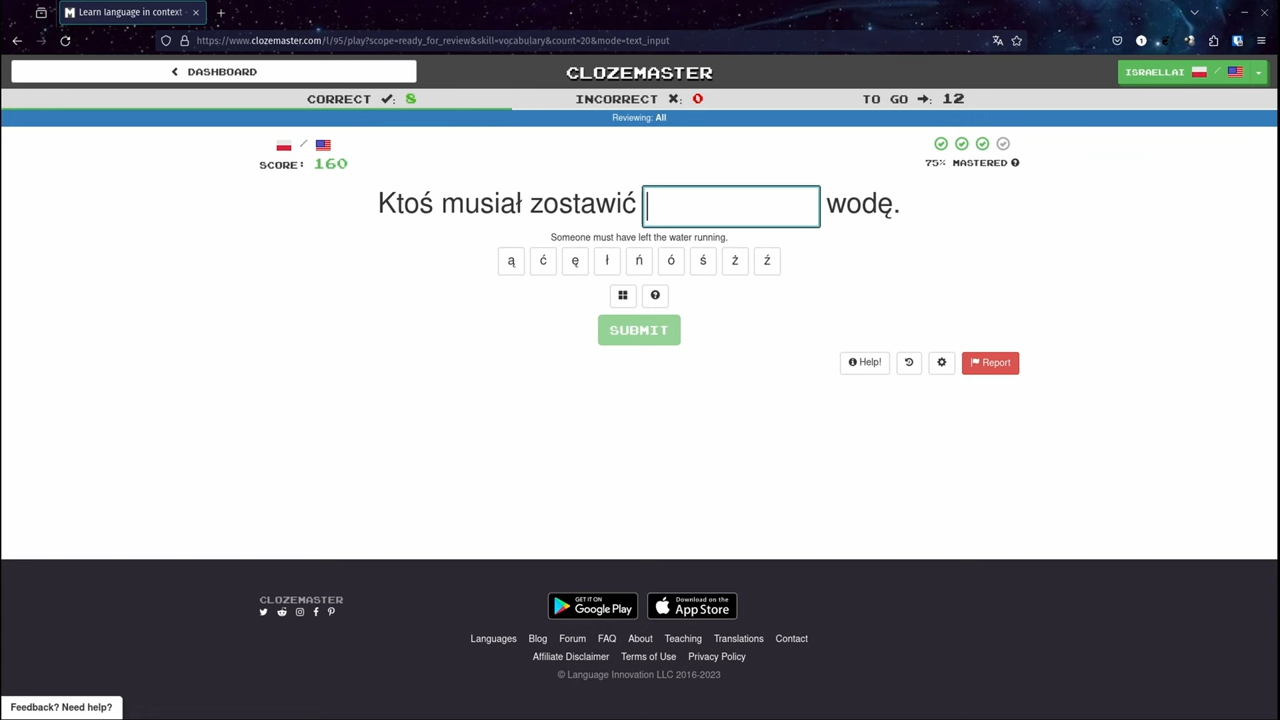 Learn language in context -
https://www.clozemaster.com/l/95/play?scope=ready_for_review&skill=vocabulary&count=20&mode=text_input
DASHBOARD
CLOZEMASTER
ISRAELLAI /
CORRECT ✔: 8
INCORRECT ✖: 0
TO GO →: 12
Reviewing: All
/
SCORE: 160
75% MASTERED
Ktoś musiał zostawić wodę.
Someone must have left the water running.
ą ć ę ł ń ó ś ż ź
SUBMIT
Help!
Report
CLOZEMASTER
GET IT ON
Google Play
Download on the
App Store
Languages Blog Forum FAQ About Teaching Translations Contact
Affiliate Disclaimer Terms of Use Privacy Policy
© Language Innovation LLC 2016-2023
Feedback? Need help?